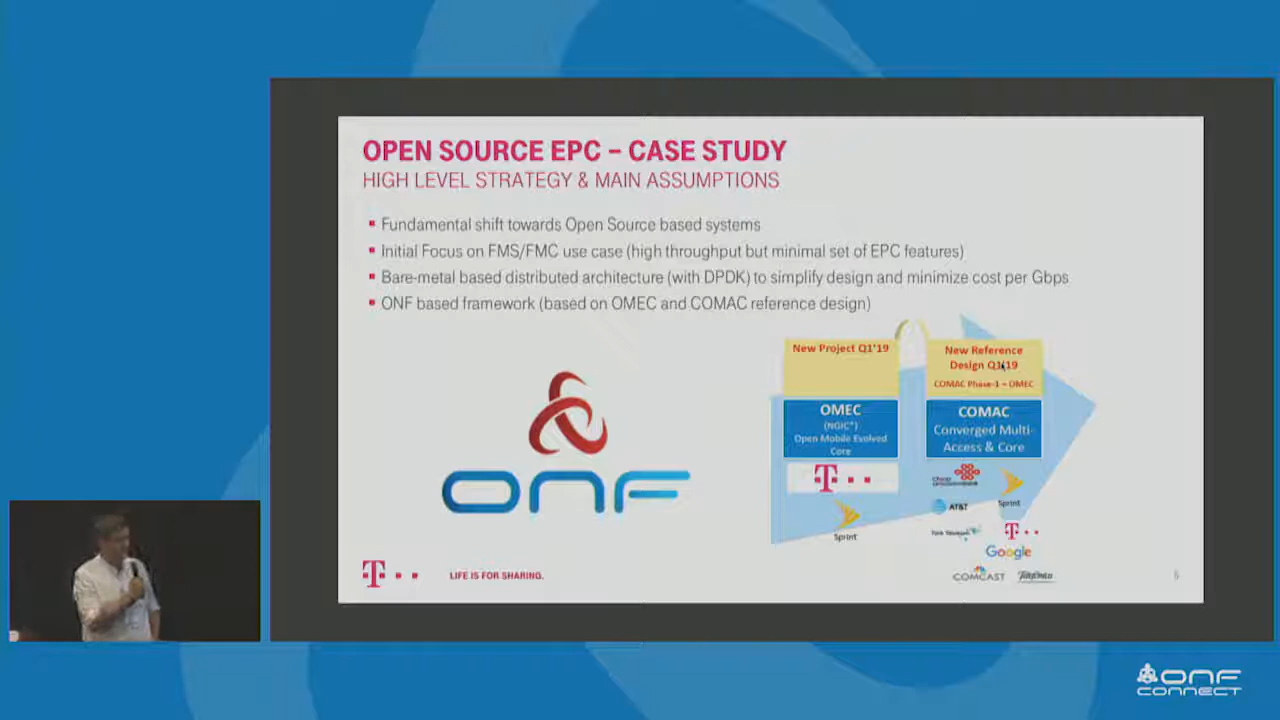 OPEN SOURCE EPC – CASE STUDY
HIGH LEVEL STRATEGY & MAIN ASSUMPTIONS
Fundamental shift towards Open Source based systems
Initial Focus on FMS/FMC use case (high throughput but minimal set of EPC features)
Bare-metal based distributed architecture (with DPDK) to simplify design and minimize cost per Gbps
ONF based framework (based on OMEC and COMAC reference design)
New Project Q1'19
OMEC
(NGIC*)
Open Mobile Evolved
Core
T
Sprint
New Reference
Design Q1'19
COMAC Phase-1 = OMEC
COMAC
Converged Multi-
Access & Core
Sprint
AT&T
T
Google
COMCAST
ONF
T
LIFE IS FOR SHARING.
ONF
CONNECT